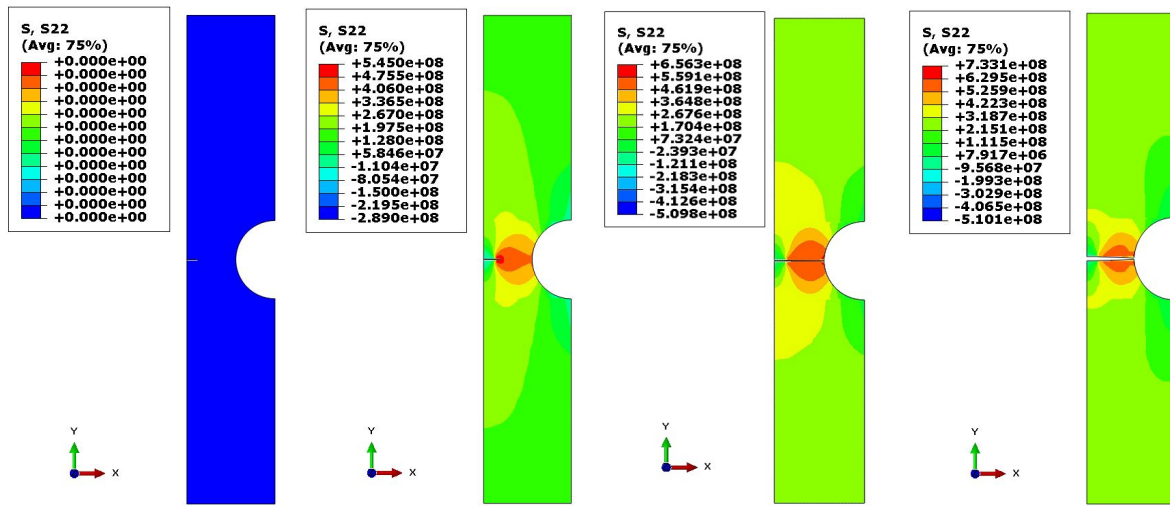 S, S22
(Avg: 75%)
+0.000e+00
+0.000e+00
+0.000e+00
+0.000e+00
+0.000e+00
+0.000e+00
+0.000e+00
+0.000e+00
+0.000e+00
+0.000e+00
+0.000e+00
+0.000e+00
+0.000e+00
Y
X
S, S22
(Avg: 75%)
+5.450e+08
+4.755e+08
+4.060e+08
+3.365e+08
+2.670e+08
+1.975e+08
+1.280e+08
+5.846e+07
-1.104e+07
-8.054e+07
-1.500e+08
-2.195e+08
-2.890e+08
Y
X
S, S22
(Avg: 75%)
+6.563e+08
+5.591e+08
+4.619e+08
+3.648e+08
+2.676e+08
+1.704e+08
+7.324e+07
-2.393e+07
-1.211e+08
-2.183e+08
-3.154e+08
-4.126e+08
-5.098e+08
Y
X
S, S22
(Avg: 75%)
+7.331e+08
+6.295e+08
+5.259e+08
+4.223e+08
+3.187e+08
+2.151e+08
+1.115e+08
+7.917e+06
-9.568e+07
-1.993e+08
-3.029e+08
-4.065e+08
-5.101e+08
Y
X